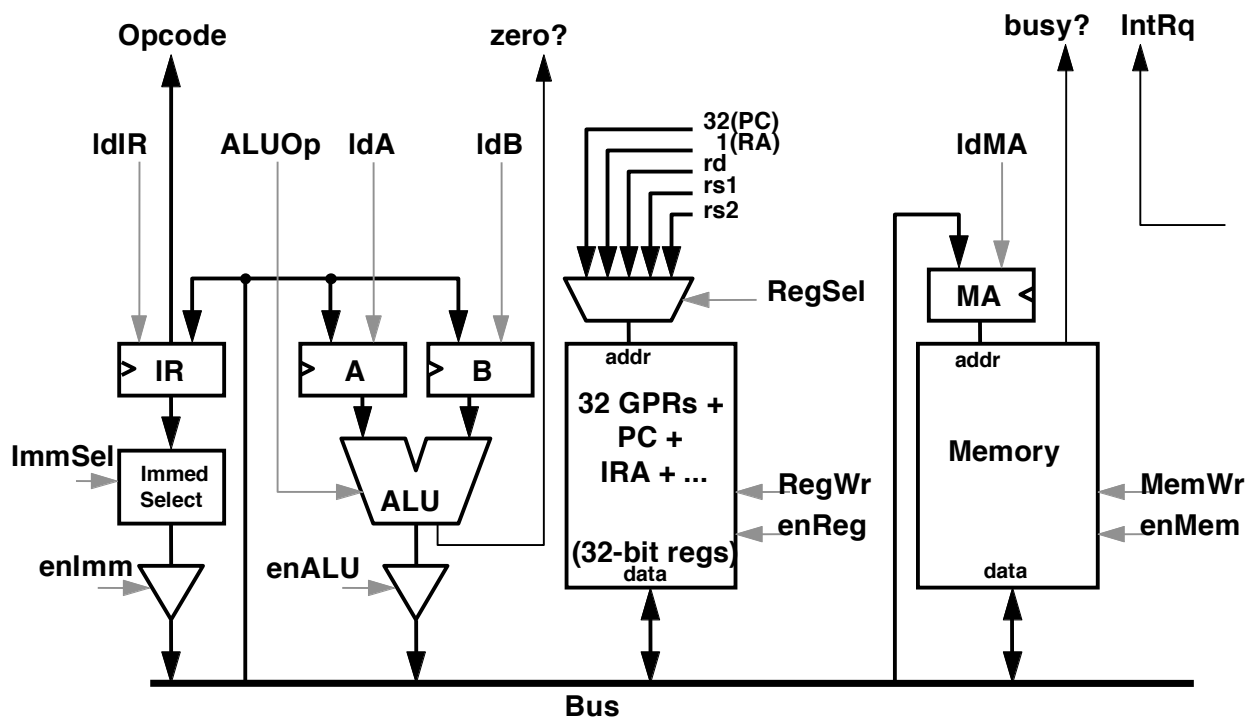 Opcode
zero?
busy?
IntRq
ldIR
ALUOp
ldA
ldB
32(PC)
1(RA)
rd
rs1
rs2
ldMA
RegSel
MA
IR
A
B
addr
addr
32 GPRs +
PC +
IRA + ...
Memory
ImmSel
Immed
Select
ALU
RegWr
MemWr
enReg
enMem
(32-bit regs)
enImm
enALU
data
data
Bus